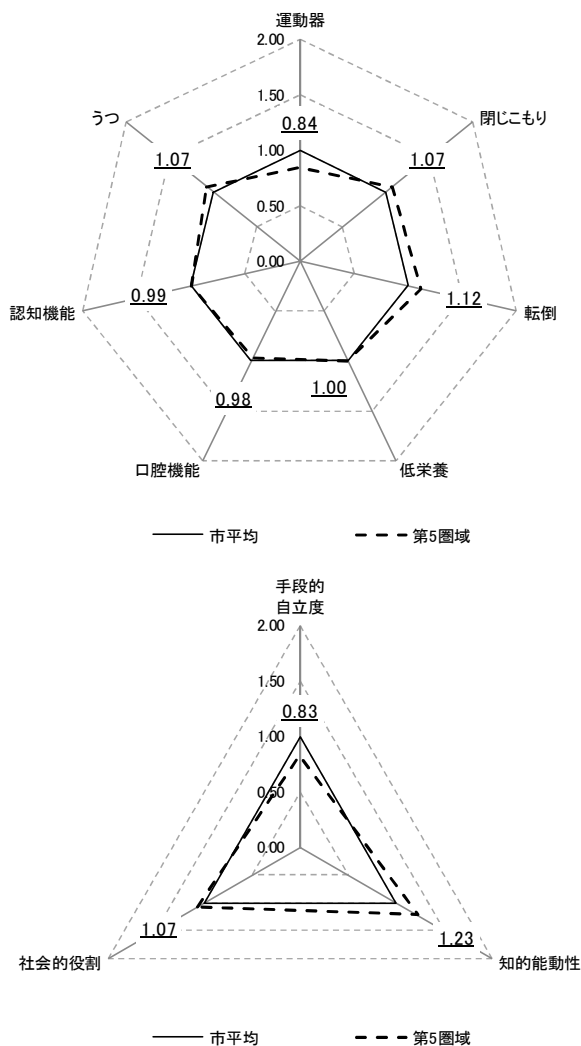 運動器
2.00
1.50
0.84
1.00
0.50
0.00
うつ
閉じこもり
1.07
1.07
認知機能
0.99
1.12
転倒
0.98
1.00
口腔機能
低栄養
市平均
第5圏域
手段的
自立度
2.00
1.50
0.83
1.00
0.50
0.00
1.07
1.23
社会的役割
知的能動性
市平均
第5圏域